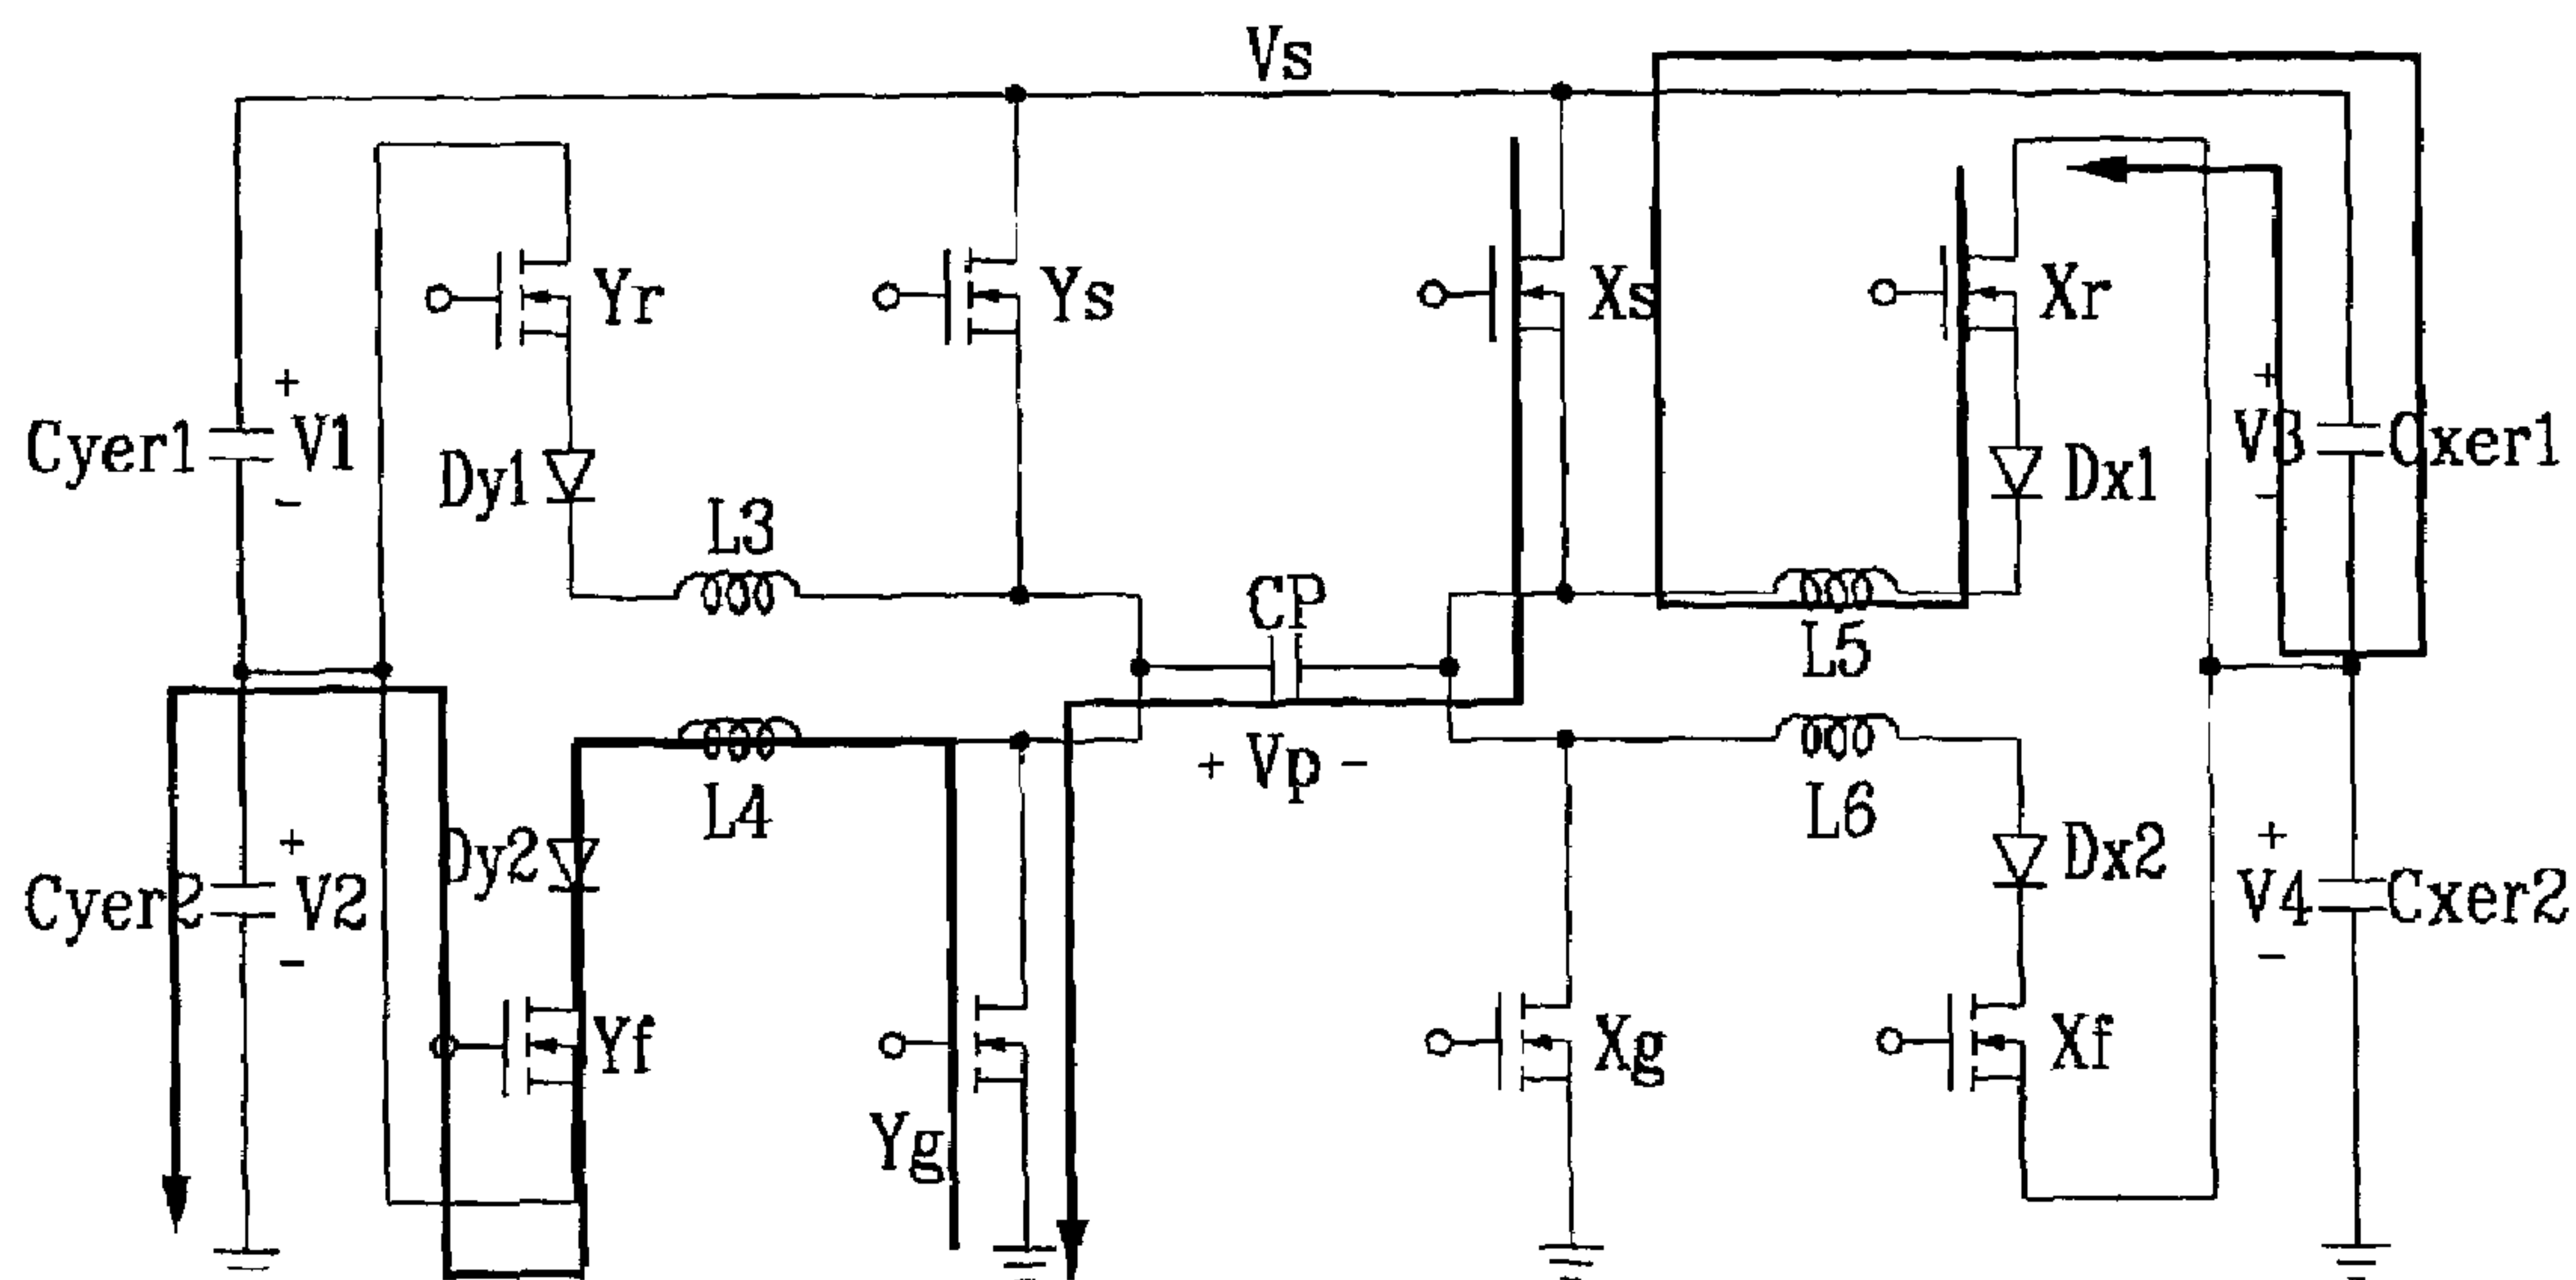 Vs
Yr
Ys
Xs
Xr
+
+
Cyer1
V1
V3
Cxer1
-
-
Dy1
Dx1
L3
CP
L5
+ Vp -
L4
L6
+
+
Dy2
Dx2
Cyer2
V2
V4
Cxer2
-
-
Yf
Yg
Xg
Xf